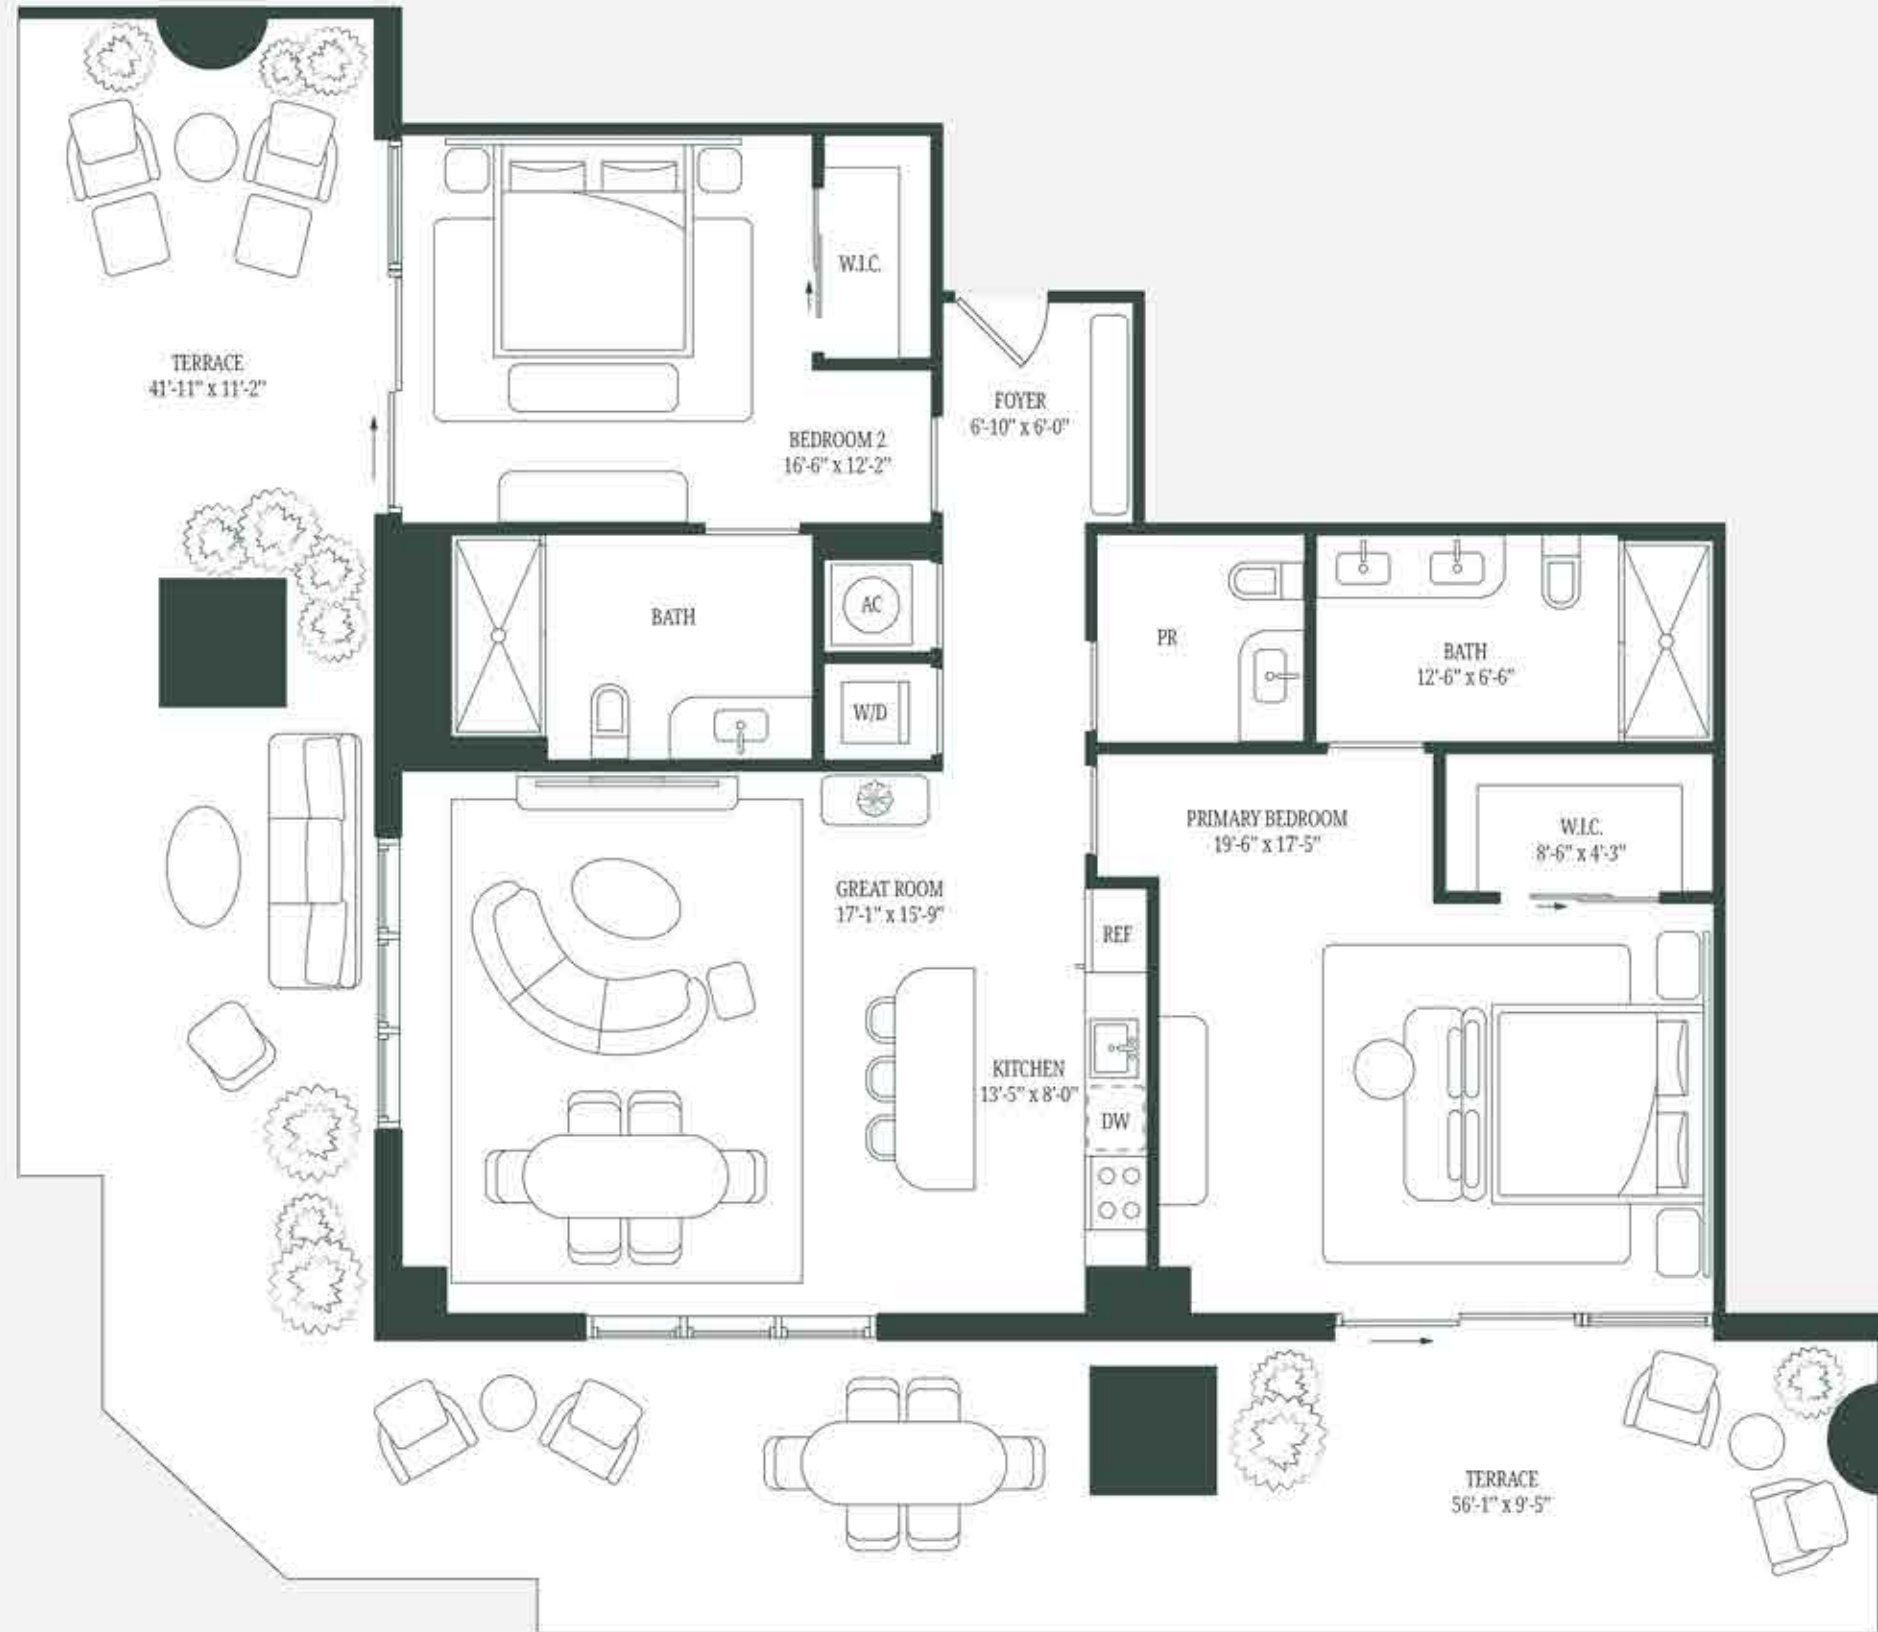 TERRACE
41'-11" x 11'-2"
W.I.C.
BEDROOM 2
16'-6" x 12'-2"
FOYER
6'-10" x 6'-0"
BATH
AC
W/D
PR
BATH
12'-6" x 6'-6"
PRIMARY BEDROOM
19'-6" x 17'-5"
W.I.C.
8'-6" x 4'-3"
GREAT ROOM
17'-1" x 15'-9"
REF
KITCHEN
13'-5" x 8'-0"
DW
TERRACE
56'-1" x 9'-5"